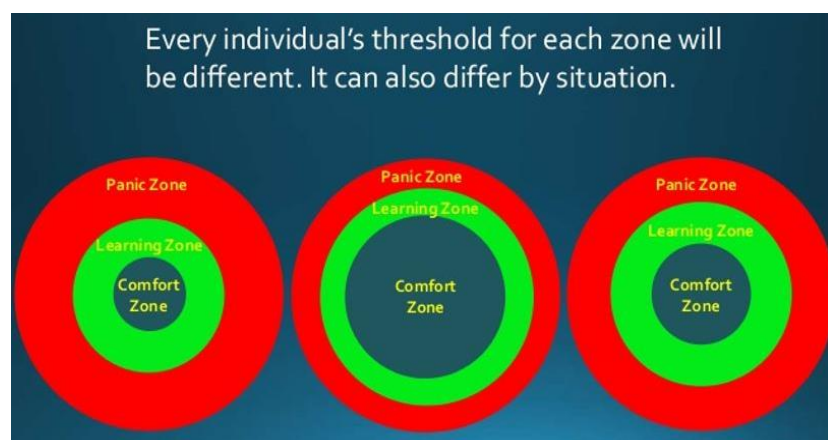 Every individual's threshold for each zone will
be different. It can also differ by situation.
Panic Zone
Learning Zone
Comfort
Zone
Panic Zone
Learning Zone
Comfort
Zone
Panic Zone
Learning Zone
Comfort
Zone